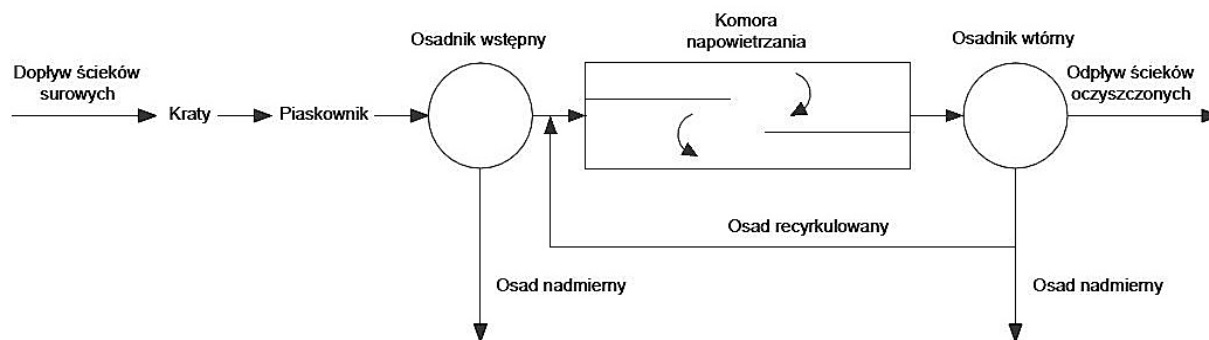 Dopływ ścieków
surowych
Kraty
Piaskownik
Osadnik wstępny
Komora
napowietrzania
Osadnik wtórny
Odpływ ścieków
oczyszczonych
Osad recyrkulowany
Osad nadmierny
Osad nadmierny